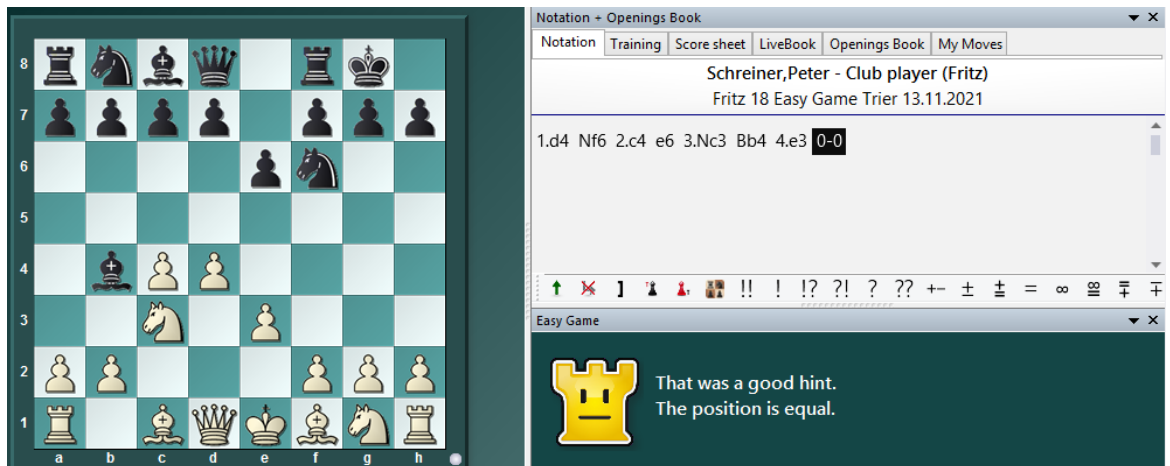 Notation + Openings Book
Notation Training Score sheet LiveBook Openings Book My Moves
Schreiner,Peter - Club player (Fritz)
Fritz 18 Easy Game Trier 13.11.2021
1.d4 Nf6 2.c4 e6 3.Nc3 Bb4 4.e3 0-0
8
7
6
5
4
3
2
1
a b c d e f g h
] !! ! !? ?! ? ?? +− ± ⩲ = ∞ ≌ ⩱ ∓
Easy Game
That was a good hint.
The position is equal.